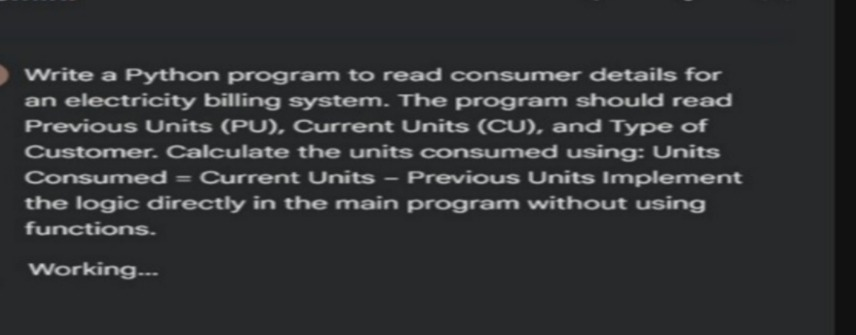 Write a Python program to read consumer details for
an electricity billing system. The program should read
Previous Units (PU), Current Units (CU), and Type of
Customer. Calculate the units consumed using: Units
Consumed = Current Units – Previous Units Implement
the logic directly in the main program without using
functions.
Working...